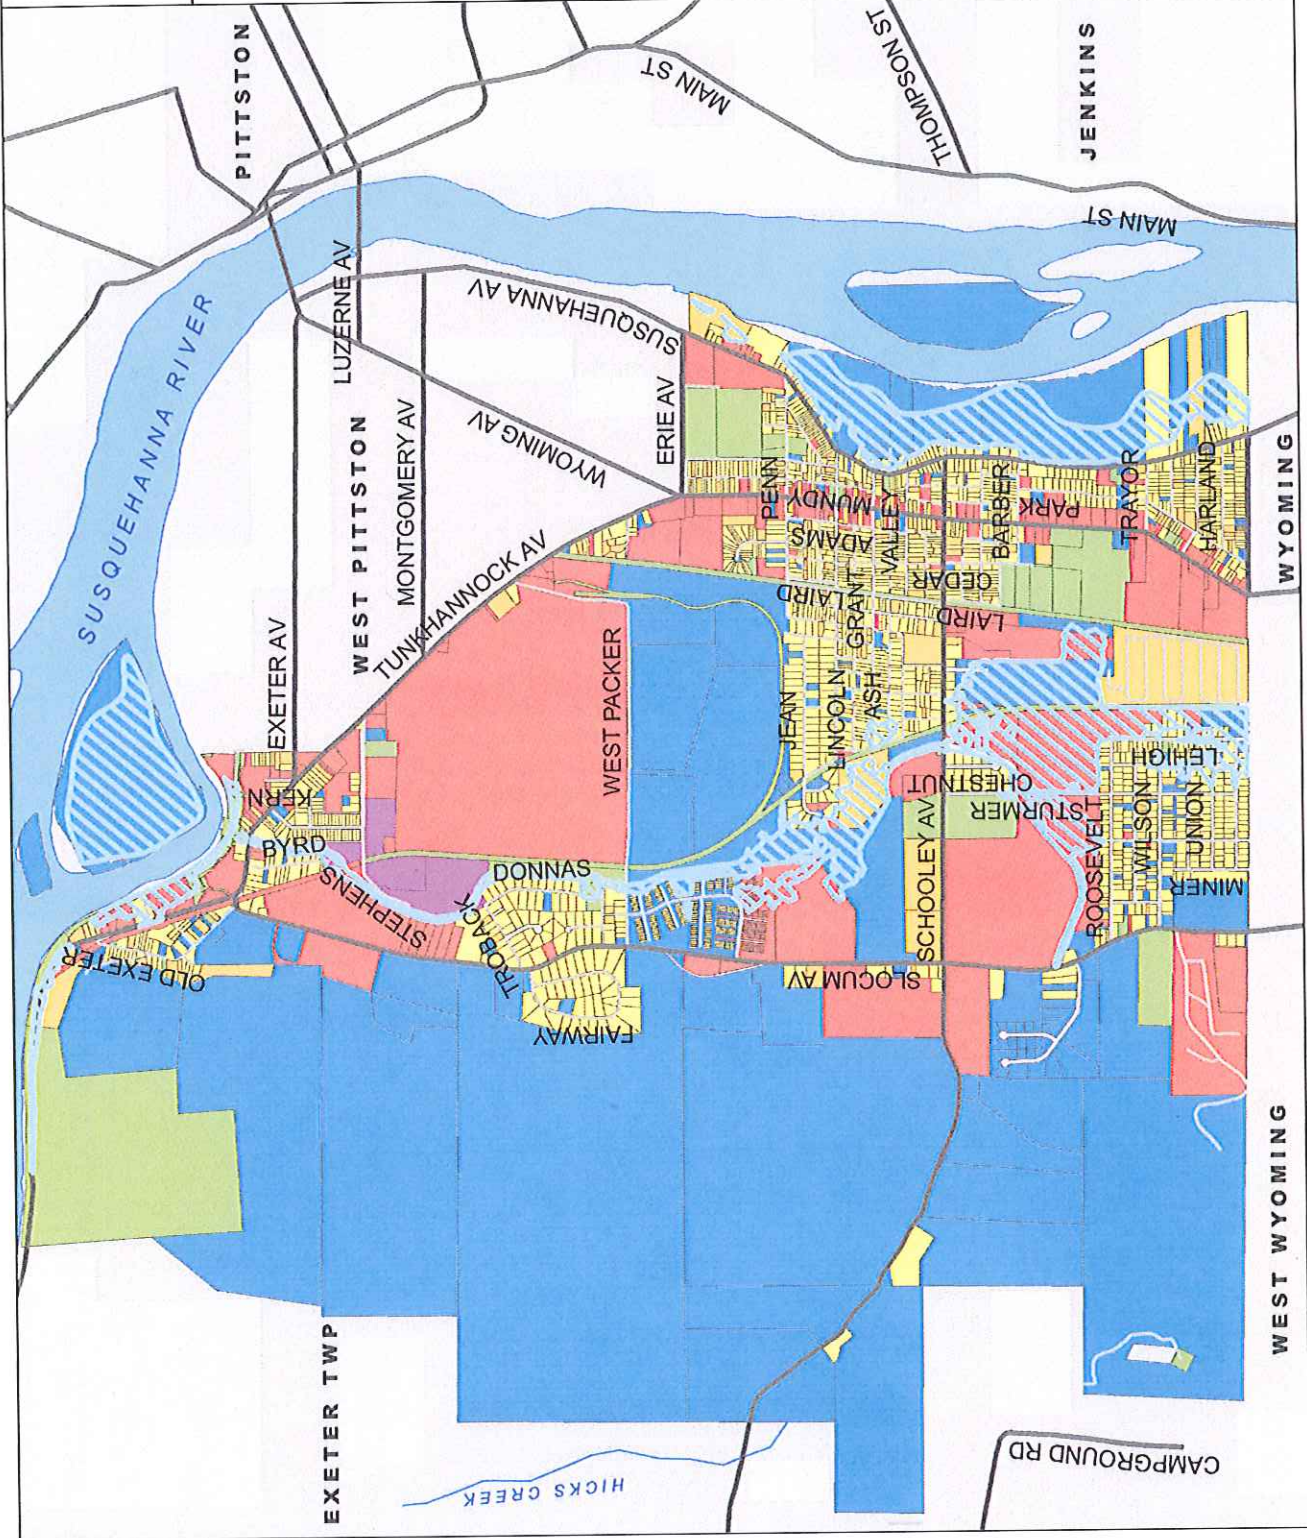 PITTSTON
MAIN ST
THOMPSON ST
JENKINS
MAIN ST
SUSQUEHANNA RIVER
LUZERNE AV
SUSQUEHANNA AV
WEST PITTSTON
MONTGOMERY AV
WYOMING AV
ERIE AV
EXETER AV
TUNKHANNOCK AV
PENN
MUNDY
ADAMS
VALLEY
BARBER
PARK
TRAYOR
HARLAND
WYOMING
LAIRD
GRANT
CEDAR
LAIRD
WEST PACKER
JEAN
LINCOLN
ASH
KERN
BYRD
STEPHENS
DONNAS
TROBACK
CHESTNUT
STURMER
SCHOOLEY AV
ROOSEVELT
WILSON
UNION
LEHIGH
MINER
OLD EXETER
FAIRWAY
SLOCUM AV
EXETER TWP
WEST WYOMING
HICKS CREEK
CAMPGROUND RD